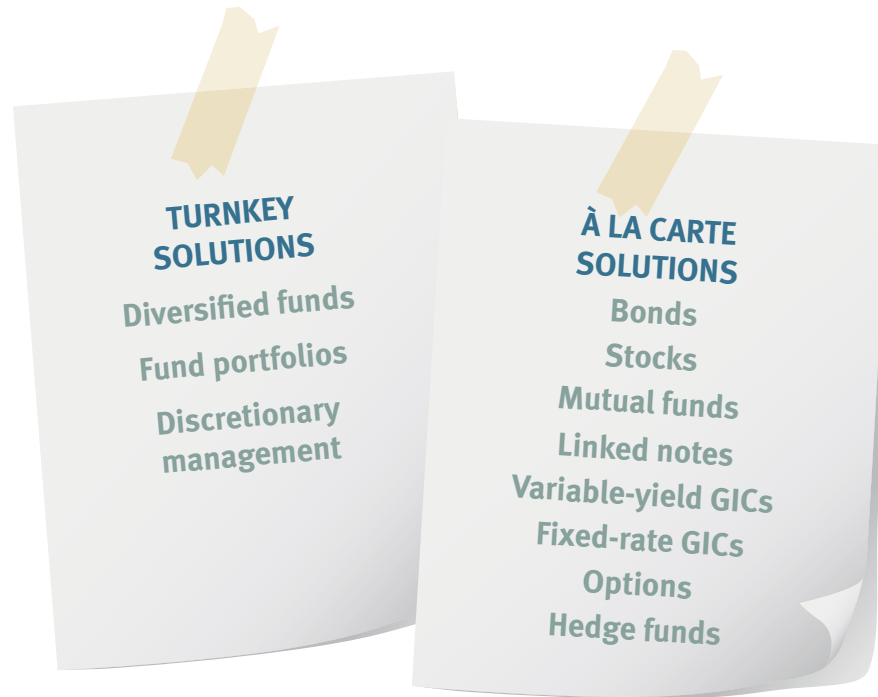 TURNKEY
SOLUTIONS
Diversified funds
Fund portfolios
Discretionary
management
À LA CARTE
SOLUTIONS
Bonds
Stocks
Mutual funds
Linked notes
Variable-yield GICs
Fixed-rate GICs
Options
Hedge funds